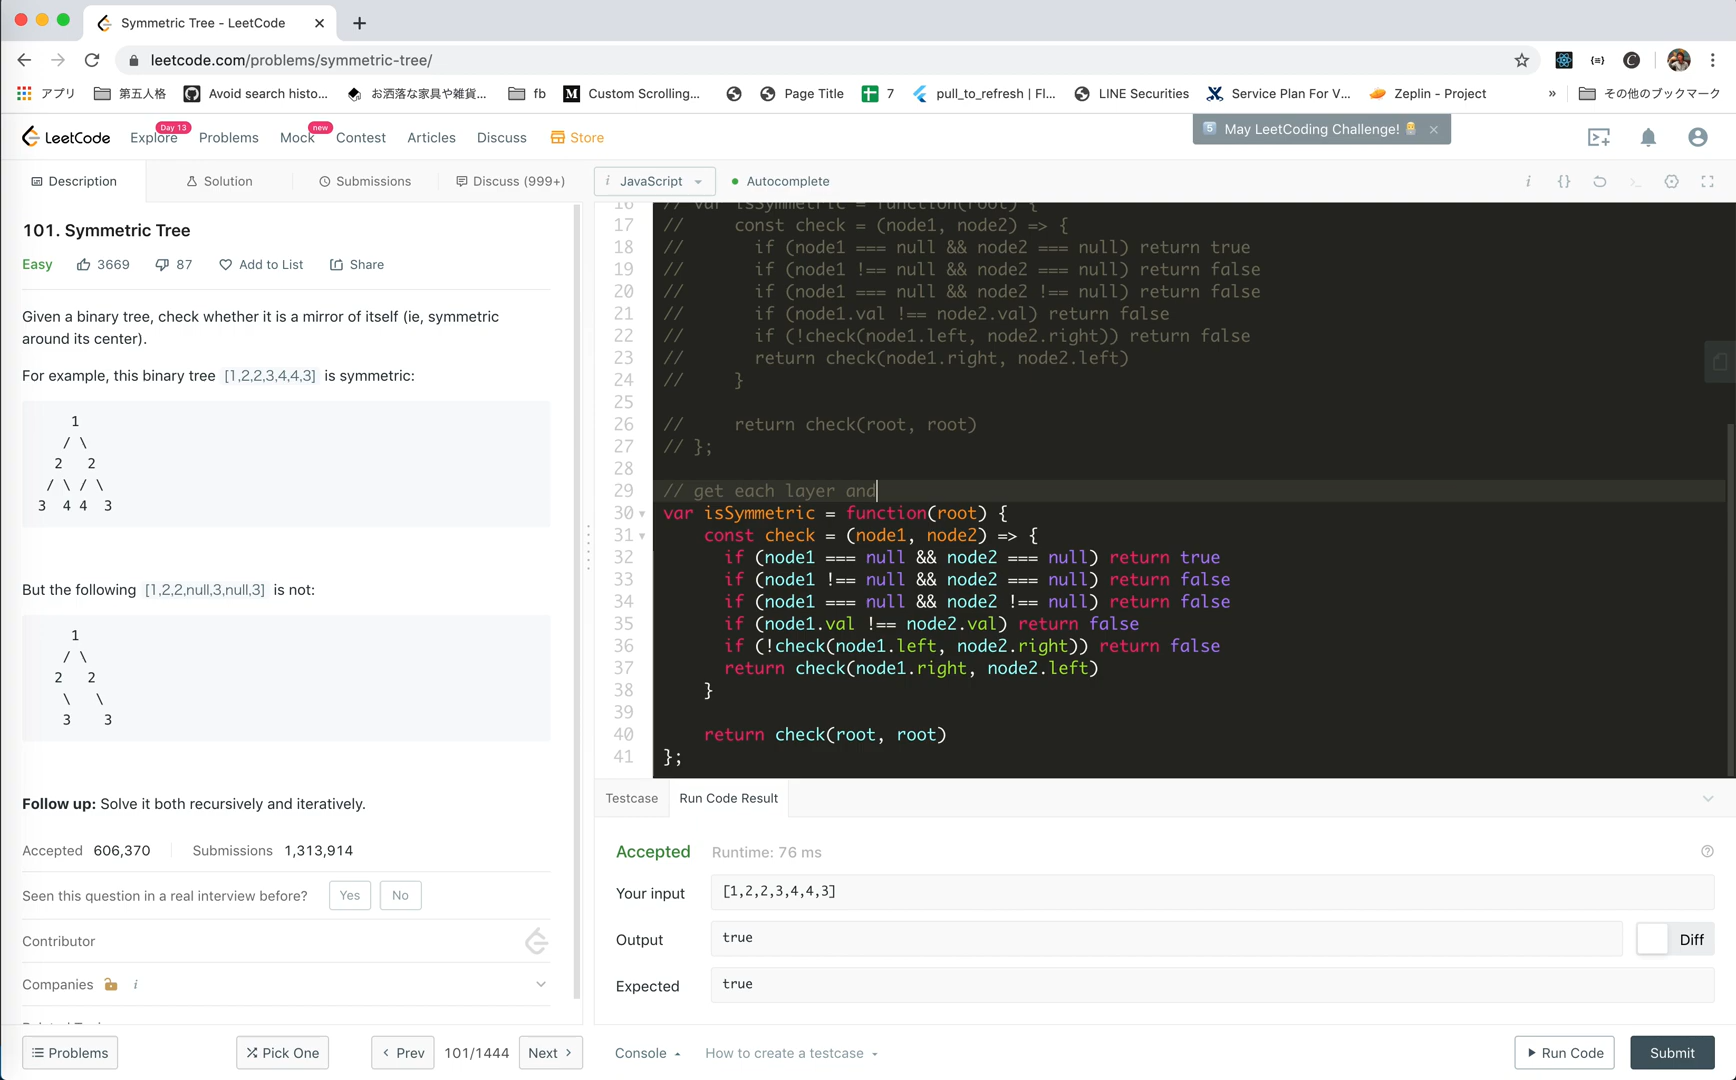 Symmetric Tree - LeetCode
leetcode.com/problems/symmetric-tree/
アプリ 第五人格 Avoid search histo... お洒落な家具や雑貨... fb Custom Scrolling... Page Title 7 pull_to_refresh | Fl... LINE Securities Service Plan For V... Zeplin - Project » その他のブックマーク
LeetCode Explore Day 13 Problems Mock new Contest Articles Discuss Store
May LeetCoding Challenge!
Description Solution Submissions Discuss (999+)
i JavaScript Autocomplete
101. Symmetric Tree
Easy 3669 87 Add to List Share
Given a binary tree, check whether it is a mirror of itself (ie, symmetric
around its center).
For example, this binary tree [1,2,2,3,4,4,3] is symmetric:
1
/ \
2 2
/ \ / \
3 4 4 3
But the following [1,2,2,null,3,null,3] is not:
1
/ \
2 2
\ \
3 3
Follow up: Solve it both recursively and iteratively.
Accepted 606,370 Submissions 1,313,914
Seen this question in a real interview before? Yes No
Contributor
Companies i
16 // var isSymmetric = function(root) {
17 // const check = (node1, node2) => {
18 // if (node1 === null && node2 === null) return true
19 // if (node1 !== null && node2 === null) return false
20 // if (node1 === null && node2 !== null) return false
21 // if (node1.val !== node2.val) return false
22 // if (!check(node1.left, node2.right)) return false
23 // return check(node1.right, node2.left)
24 // }
25
26 // return check(root, root)
27 // };
28
29 // get each layer and
30 var isSymmetric = function(root) {
31 const check = (node1, node2) => {
32 if (node1 === null && node2 === null) return true
33 if (node1 !== null && node2 === null) return false
34 if (node1 === null && node2 !== null) return false
35 if (node1.val !== node2.val) return false
36 if (!check(node1.left, node2.right)) return false
37 return check(node1.right, node2.left)
38 }
39
40 return check(root, root)
41 };
Testcase Run Code Result
Accepted Runtime: 76 ms
Your input [1,2,2,3,4,4,3]
Output true Diff
Expected true
Problems Pick One Prev 101/1444 Next
Console How to create a testcase Run Code Submit